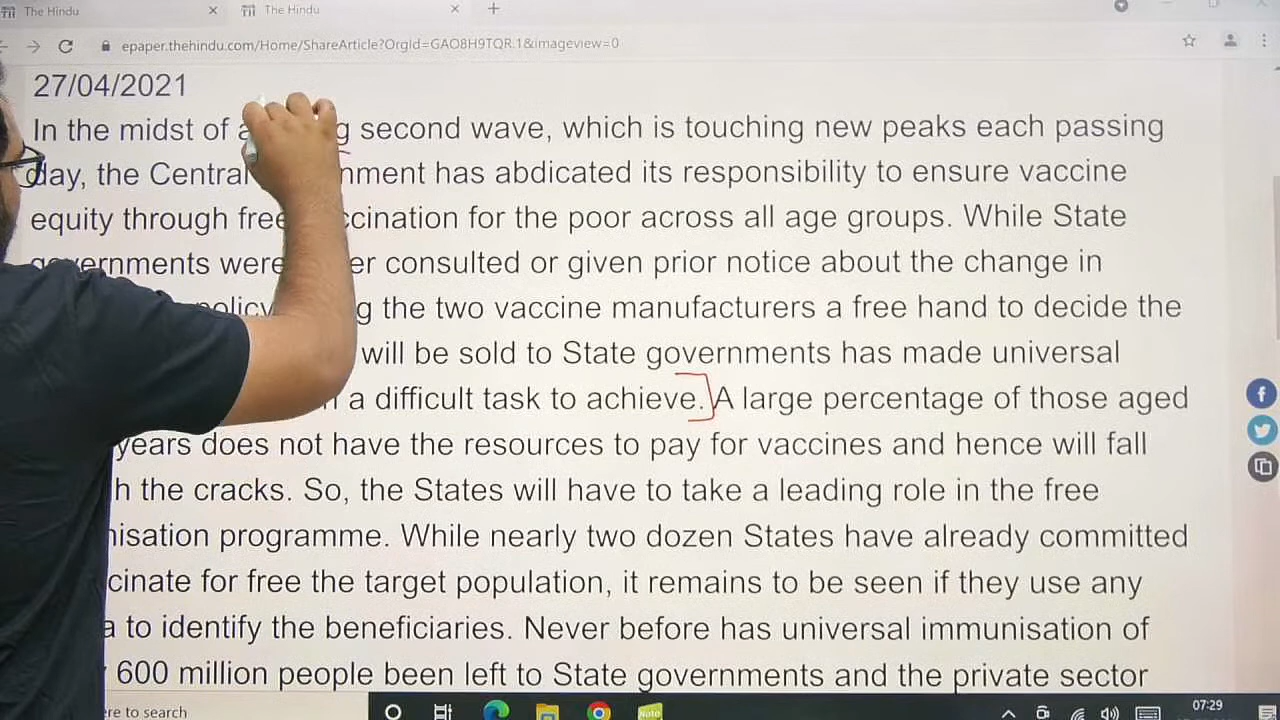 The Hindu
The Hindu
epaper.thehindu.com/Home/ShareArticle?OrgId=GAO8H9TQR.1&imageview=0
27/04/2021
In the midst of a second wave, which is touching new peaks each passing
day, the Central has abdicated its responsibility to ensure vaccine
equity through free for the poor across all age groups. While State
governments were consulted or given prior notice about the change in
policy the two vaccine manufacturers a free hand to decide the
will be sold to State governments has made universal
a difficult task to achieve. A large percentage of those aged
years does not have the resources to pay for vaccines and hence will fall
the cracks. So, the States will have to take a leading role in the free
programme. While nearly two dozen States have already committed
for free the target population, it remains to be seen if they use any
to identify the beneficiaries. Never before has universal immunisation of
600 million people been left to State governments and the private sector
to search
Note
07:29